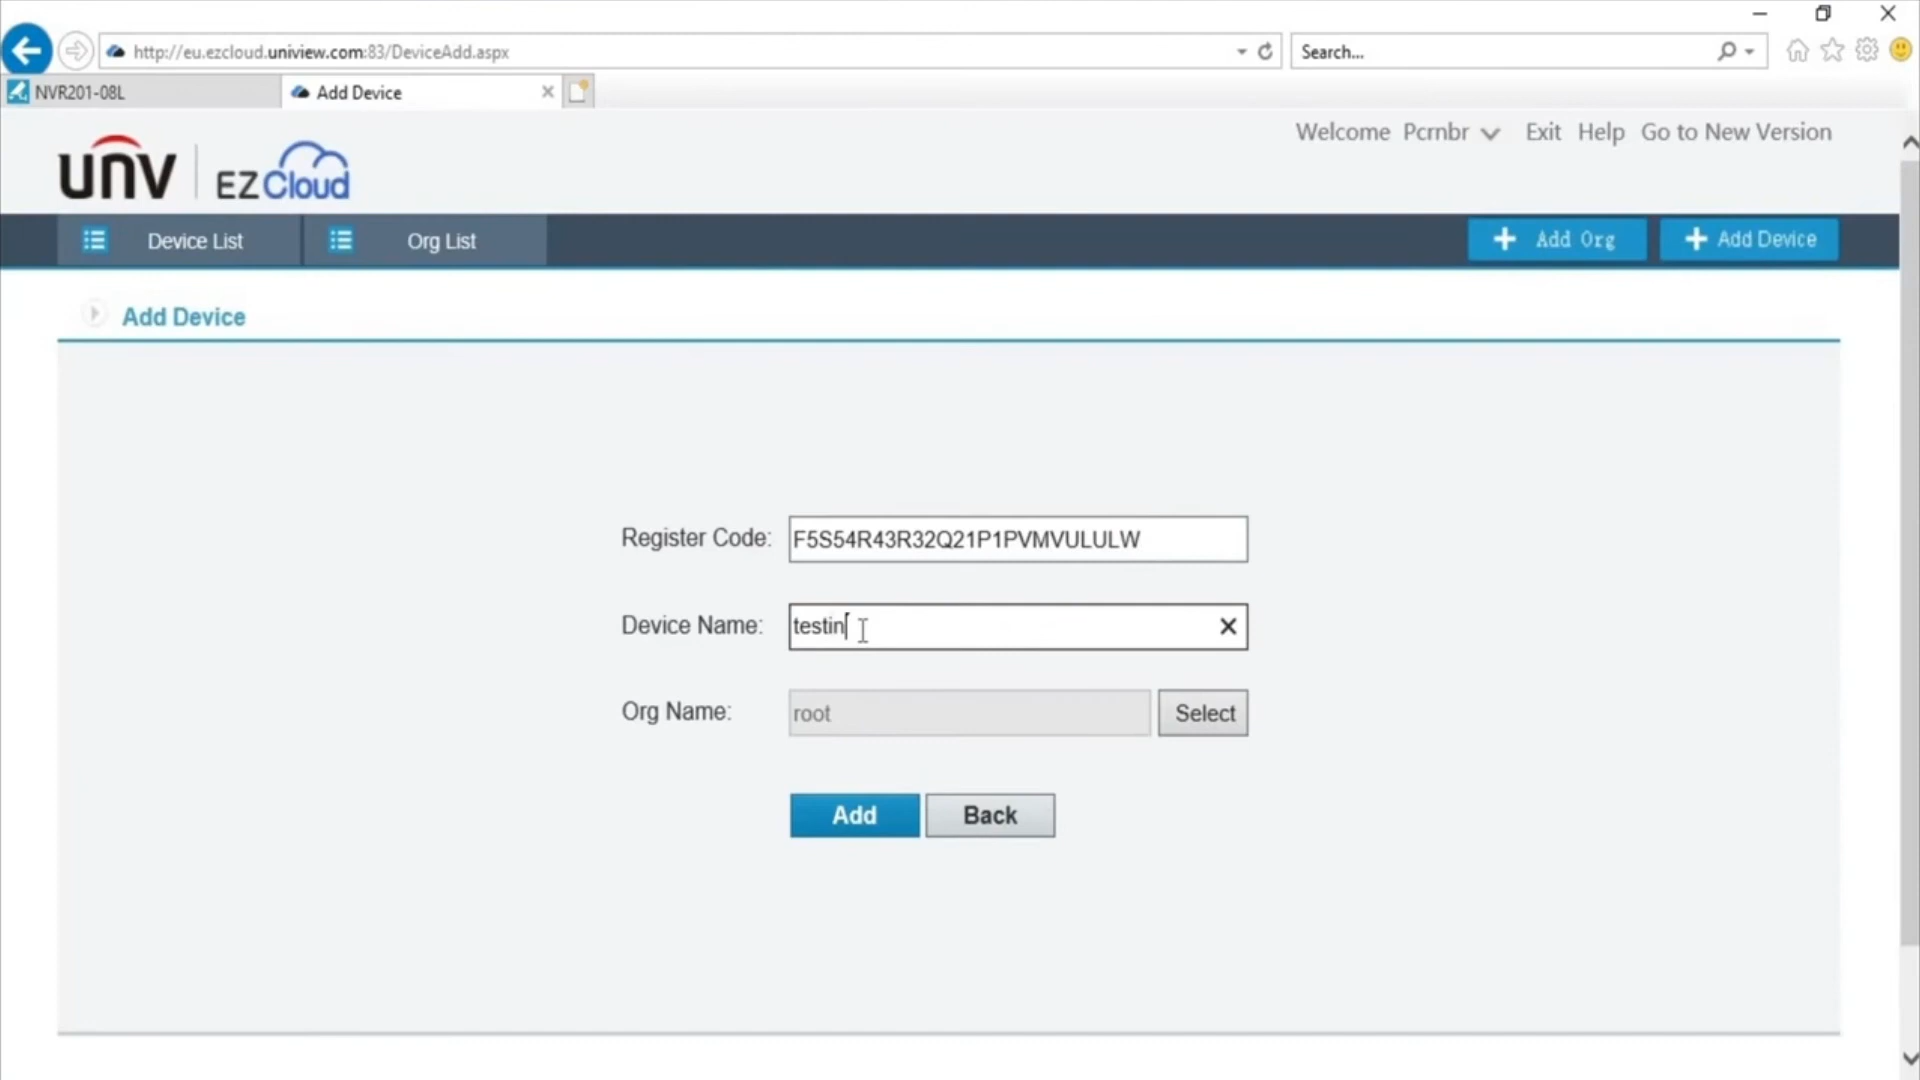 http://eu.ezcloud.uniview.com:83/DeviceAdd.aspx
Search...
NVR201-08L
Add Device
Welcome Pcrnbr Exit Help Go to New Version
unv EZCloud
Device List
Org List
Add Org
Add Device
Add Device
Register Code: F5S54R43R32Q21P1PVMVULULW
Device Name: testin
Org Name: root Select
Add Back